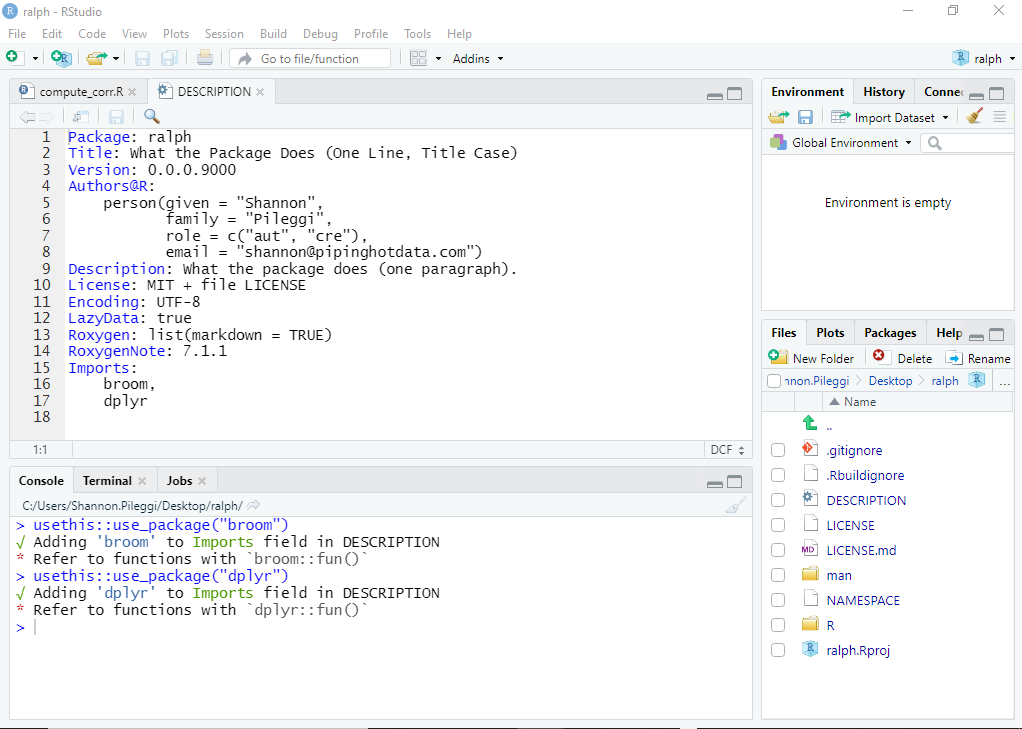 ralph - RStudio
File Edit Code View Plots Session Build Debug Profile Tools Help
Go to file/function Addins ralph
compute_corr.R DESCRIPTION
1 Package: ralph
2 Title: What the Package Does (One Line, Title Case)
3 Version: 0.0.0.9000
4 Authors@R:
5 person(given = "Shannon",
6 family = "Pileggi",
7 role = c("aut", "cre"),
8 email = "shannon@pipinghotdata.com")
9 Description: What the package does (one paragraph).
10 License: MIT + file LICENSE
11 Encoding: UTF-8
12 LazyData: true
13 Roxygen: list(markdown = TRUE)
14 RoxygenNote: 7.1.1
15 Imports:
16 broom,
17 dplyr
18
1:1 DCF
Console Terminal Jobs
C:/Users/Shannon.Pileggi/Desktop/ralph/
> usethis::use_package("broom")
√ Adding 'broom' to Imports field in DESCRIPTION
* Refer to functions with `broom::fun()`
> usethis::use_package("dplyr")
√ Adding 'dplyr' to Imports field in DESCRIPTION
* Refer to functions with `dplyr::fun()`
>
Environment History Connec
Import Dataset
Global Environment
Environment is empty
Files Plots Packages Help
New Folder Delete Rename
nnon.Pileggi Desktop ralph ...
Name
..
.gitignore
.Rbuildignore
DESCRIPTION
LICENSE
MD LICENSE.md
man
NAMESPACE
R
ralph.Rproj